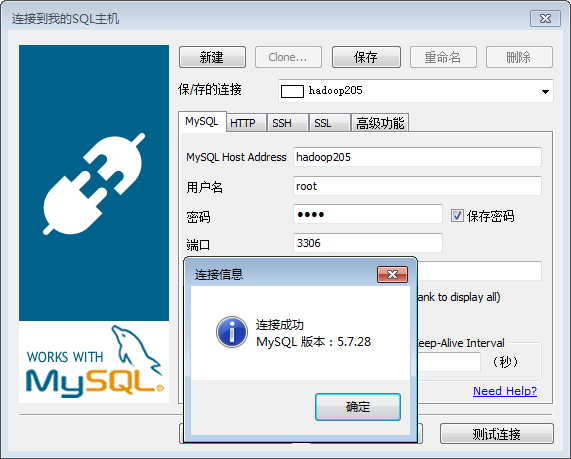 连接到我的SQL主机
新建
Clone...
保存
重命名
删除
保/存的连接
hadoop205
MySQL
HTTP
SSH
SSL
高级功能
MySQL Host Address
hadoop205
用户名
root
密码
••••
保存密码
端口
3306
ank to display all)
eep-Alive Interval
（秒）
Need Help?
连接信息
连接成功
MySQL 版本：5.7.28
确定
WORKS WITH
MySQL®
测试连接